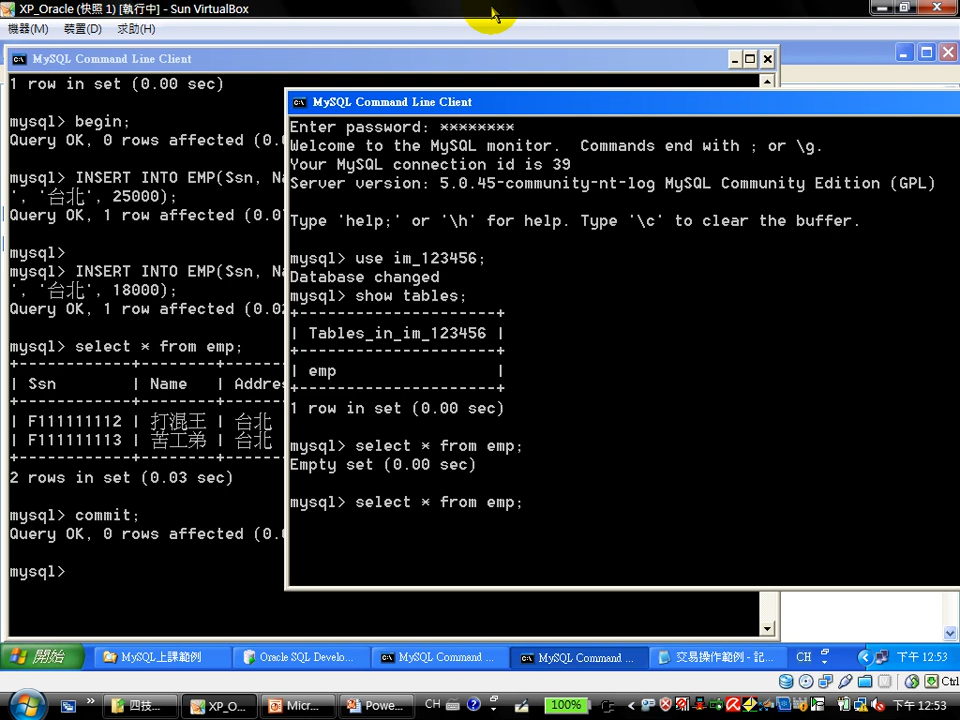 XP_Oracle (快照 1) [執行中] - Sun VirtualBox
機器(M) 裝置(D) 求助(H)
MySQL Command Line Client
1 row in set (0.00 sec)
mysql> begin;
Query OK, 0 rows affected (0.0
mysql> INSERT INTO EMP(Ssn, Na
', '台北', 25000);
Query OK, 1 row affected (0.0
mysql>
mysql> INSERT INTO EMP(Ssn, Na
', '台北', 18000);
Query OK, 1 row affected (0.02
mysql> select * from emp;
+------------+--------+-------
| Ssn | Name | Addre
+------------+--------+-------
| F111111112 | 打混王 | 台北
| F111111113 | 苦工弟 | 台北
+------------+--------+-------
2 rows in set (0.03 sec)
mysql> commit;
Query OK, 0 rows affected (0.0
mysql>
MySQL Command Line Client
Enter password: ********
Welcome to the MySQL monitor. Commands end with ; or \g.
Your MySQL connection id is 39
Server version: 5.0.45-community-nt-log MySQL Community Edition (GPL)
Type 'help;' or '\h' for help. Type '\c' to clear the buffer.
mysql> use im_123456;
Database changed
mysql> show tables;
+---------------------+
| Tables_in_im_123456 |
+---------------------+
| emp |
+---------------------+
1 row in set (0.00 sec)
mysql> select * from emp;
Empty set (0.00 sec)
mysql> select * from emp;
開始 MySQL上課範例 Oracle SQL Develo... MySQL Command ... MySQL Command ... 交易操作範例 - 記... CH 下午 12:53
Ctrl
四技... XP_O... Micr... Powe... CH 100% 下午 12:53